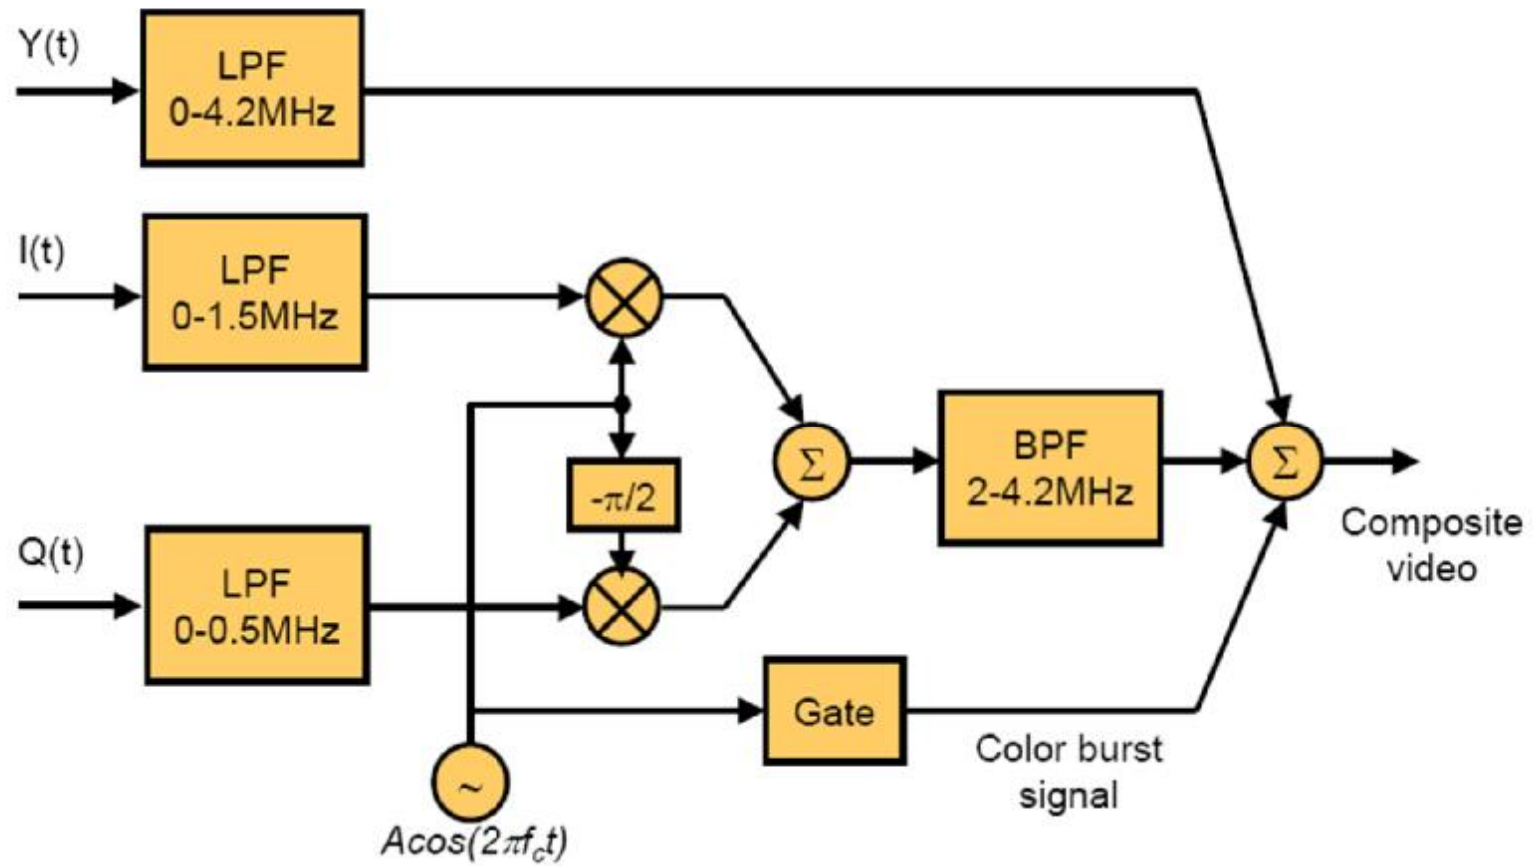 Y(t)
LPF
0-4.2MHz
I(t)
LPF
0-1.5MHz
-π/2
Σ
BPF
2-4.2MHz
Σ
Composite
video
Q(t)
LPF
0-0.5MHz
Gate
Color burst
signal
~
Acos(2πf_ct)